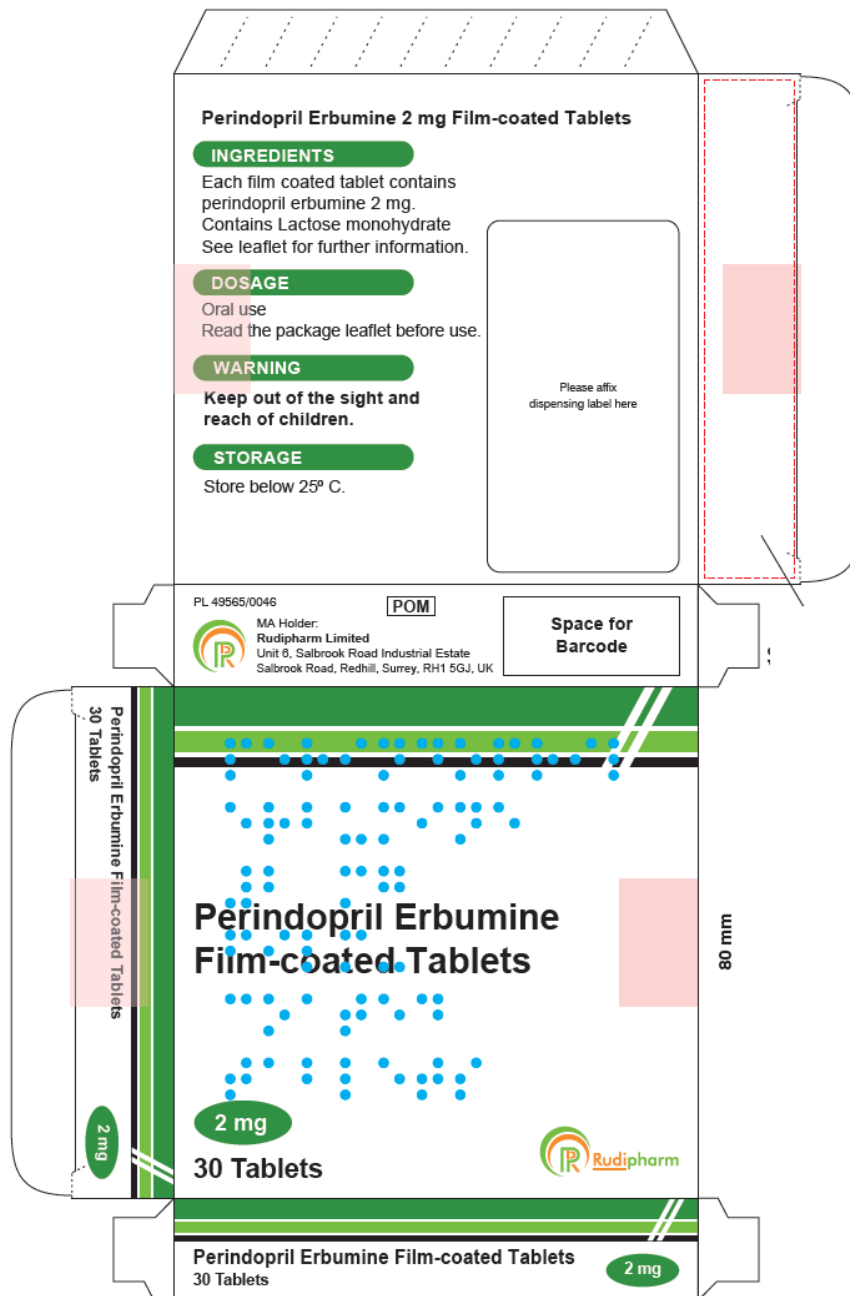 Perindopril Erbumine 2 mg Film-coated Tablets
INGREDIENTS
Each film coated tablet contains
perindopril erbumine 2 mg.
Contains Lactose monohydrate
See leaflet for further information.
DOSAGE
Oral use
Read the package leaflet before use.
WARNING
Keep out of the sight and
reach of children.
STORAGE
Store below 25º C.
Please affix
dispensing label here
PL 49565/0046
POM
MA Holder:
Rudipharm Limited
Unit 6, Salbrook Road Industrial Estate
Salbrook Road, Redhill, Surrey, RH1 5GJ, UK
Space for
Barcode
Perindopril Erbumine Film-coated Tablets
30 Tablets
2 mg
Perindopril Erbumine
Film-coated Tablets
2 mg
30 Tablets
Rudipharm
80 mm
Perindopril Erbumine Film-coated Tablets
30 Tablets
2 mg